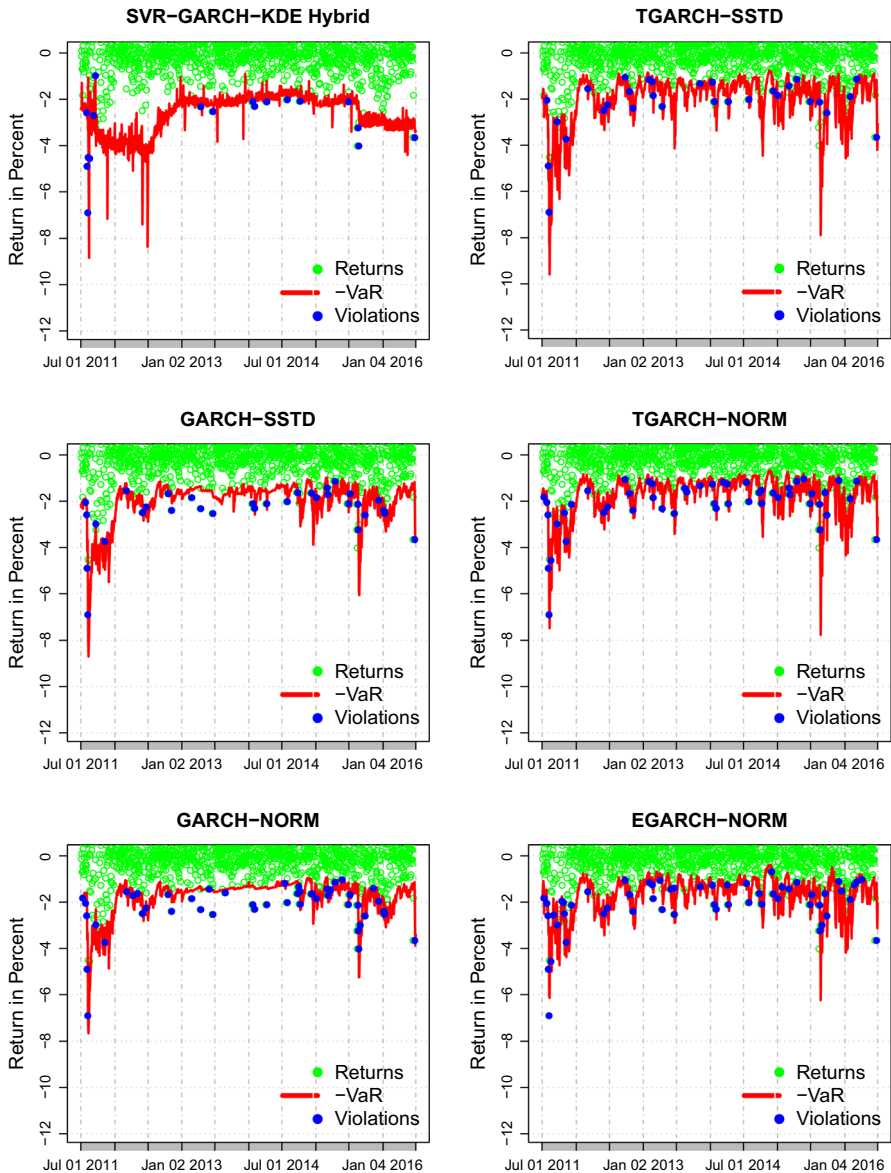 SVR−GARCH−KDE Hybrid
Return in Percent
0
−2
−4
−6
−8
−10
−12
Returns
−VaR
Violations
Jul 01 2011 Jan 02 2013 Jul 01 2014 Jan 04 2016
TGARCH−SSTD
Return in Percent
0
−2
−4
−6
−8
−10
−12
Returns
−VaR
Violations
Jul 01 2011 Jan 02 2013 Jul 01 2014 Jan 04 2016
GARCH−SSTD
Return in Percent
0
−2
−4
−6
−8
−10
−12
Returns
−VaR
Violations
Jul 01 2011 Jan 02 2013 Jul 01 2014 Jan 04 2016
TGARCH−NORM
Return in Percent
0
−2
−4
−6
−8
−10
−12
Returns
−VaR
Violations
Jul 01 2011 Jan 02 2013 Jul 01 2014 Jan 04 2016
GARCH−NORM
Return in Percent
0
−2
−4
−6
−8
−10
−12
Returns
−VaR
Violations
Jul 01 2011 Jan 02 2013 Jul 01 2014 Jan 04 2016
EGARCH−NORM
Return in Percent
0
−2
−4
−6
−8
−10
−12
Returns
−VaR
Violations
Jul 01 2011 Jan 02 2013 Jul 01 2014 Jan 04 2016